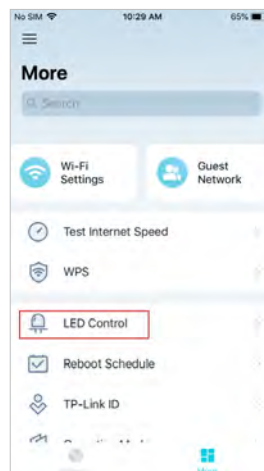 No SIM 10:29 AM 65%
More
Search
Wi-Fi
Settings
Guest
Network
Test Internet Speed
WPS
LED Control
Reboot Schedule
TP-Link ID
More